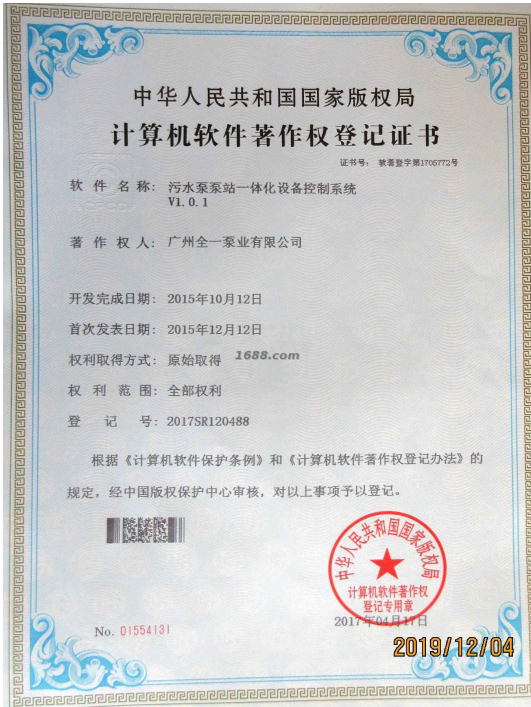 中华人民共和国国家版权局
计算机软件著作权登记证书
证书号: 软著登字第1705772号
软件名称: 污水泵泵站一体化设备控制系统
V1.0.1
著作权人: 广州全一泵业有限公司
开发完成日期: 2015年10月12日
首次发表日期: 2015年12月12日
权利取得方式: 原始取得
1688.com
权利范围: 全部权利
登记号: 2017SR120488
根据《计算机软件保护条例》和《计算机软件著作权登记办法》的
规定，经中国版权保护中心审核，对以上事项予以登记。
中华人民共和国国家版权局
计算机软件著作权
登记专用章
2017年04月17日
No. 01554131
2019/12/04